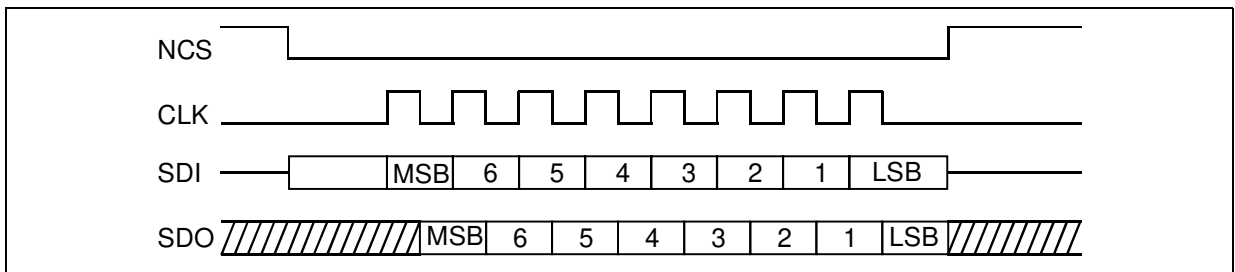 NCS
CLK
SDI MSB 6 5 4 3 2 1 LSB
SDO MSB 6 5 4 3 2 1 LSB